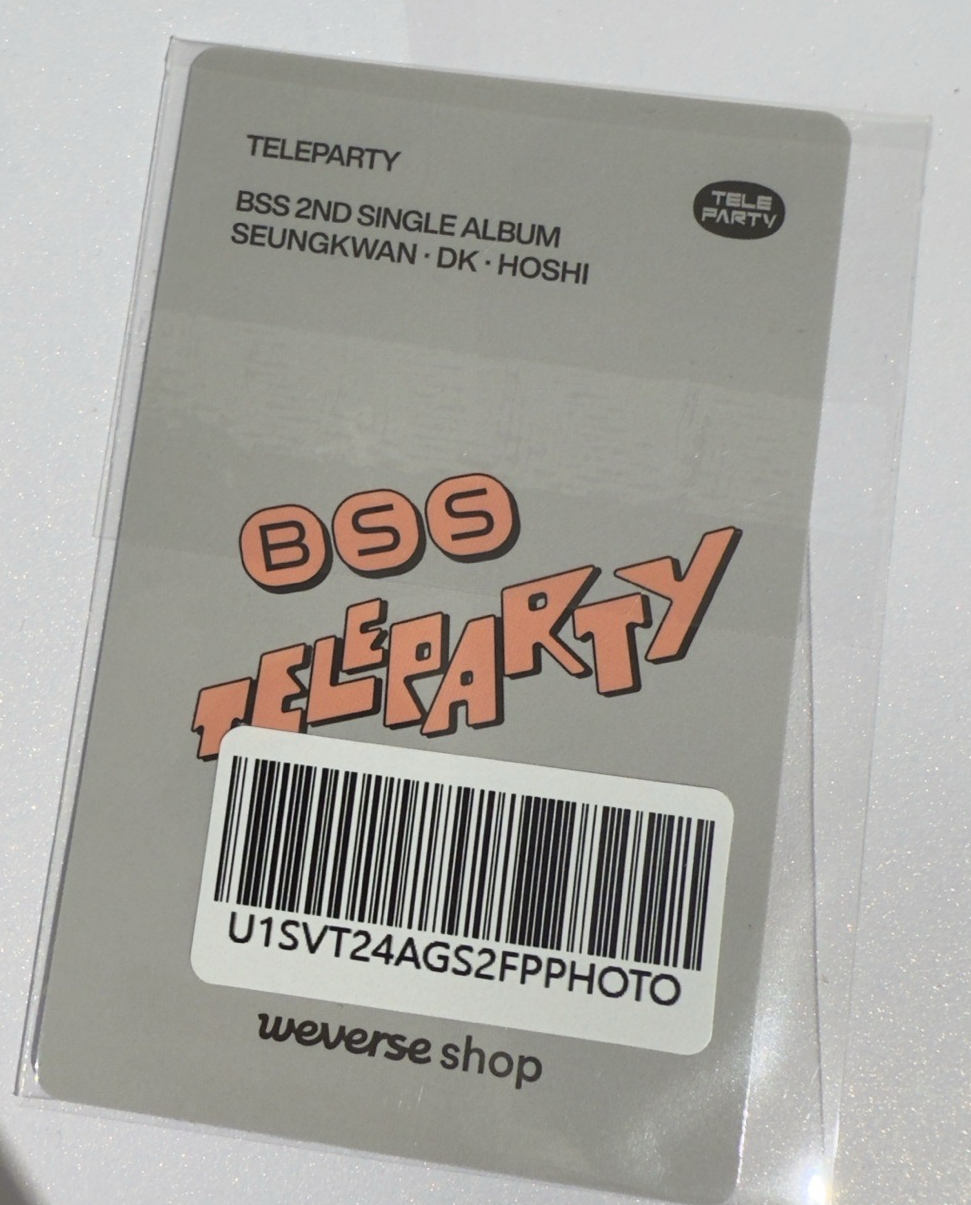 TELEPARTY
BSS 2ND SINGLE ALBUM
SEUNGKWAN · DK · HOSHI
TELE
PARTY
BSS
TELEPARTY
U1SVT24AGS2FPPHOTO
weverse shop